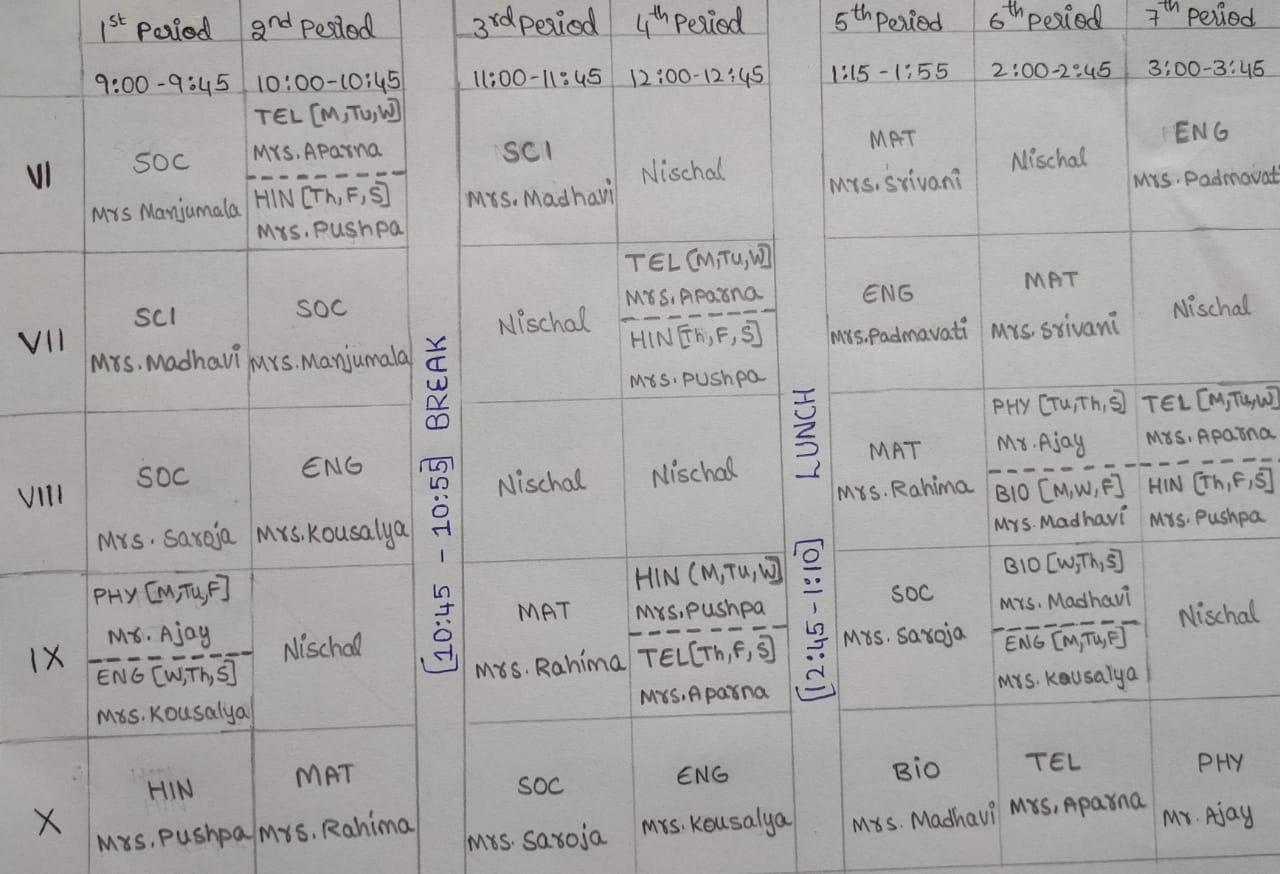 1st Period 2nd Period 3rd Period 4th Period 5th Period 6th Period 7th Period
9:00-9:45 10:00-10:45 11:00-11:45 12:00-12:45 1:15-1:55 2:00-2:45 3:00-3:45
VI
SOC
Mrs Manjumala
TEL [M,Tu,W]
Mrs. Aparna
HIN [Th,F,S]
Mrs. Pushpa
SCI
Mrs. Madhavi
Nischal
MAT
Mrs. Srivani
Nischal
ENG
Mrs. Padmavati
VII
SCI
Mrs. Madhavi
SOC
Mrs. Manjumala
Nischal
TEL [M,Tu,W]
Mrs. Aparna
HIN [Th,F,S]
Mrs. Pushpa
ENG
Mrs. Padmavati
MAT
Mrs. Srivani
Nischal
VIII
SOC
Mrs. Saroja
ENG
Mrs. Kousalya
Nischal
Nischal
MAT
Mrs. Rahima
PHY [Tu,Th,S]
Mr. Ajay
BIO [M,W,F]
Mrs. Madhavi
TEL [M,Tu,W]
Mrs. Aparna
HIN [Th,F,S]
Mrs. Pushpa
IX
PHY [M,Tu,F]
Mr. Ajay
ENG [W,Th,S]
Mrs. Kousalya
Nischal
MAT
Mrs. Rahima
HIN [M,Tu,W]
Mrs. Pushpa
TEL [Th,F,S]
Mrs. Aparna
SOC
Mrs. Saroja
BIO [W,Th,S]
Mrs. Madhavi
ENG [M,Tu,F]
Mrs. Kousalya
Nischal
X
HIN
Mrs. Pushpa
MAT
Mrs. Rahima
SOC
Mrs. Saroja
ENG
Mrs. Kousalya
BiO
Mrs. Madhavi
TEL
Mrs. Aparna
PHY
Mr. Ajay
[10:45 - 10:55] BREAK
[12:45 - 1:10] LUNCH